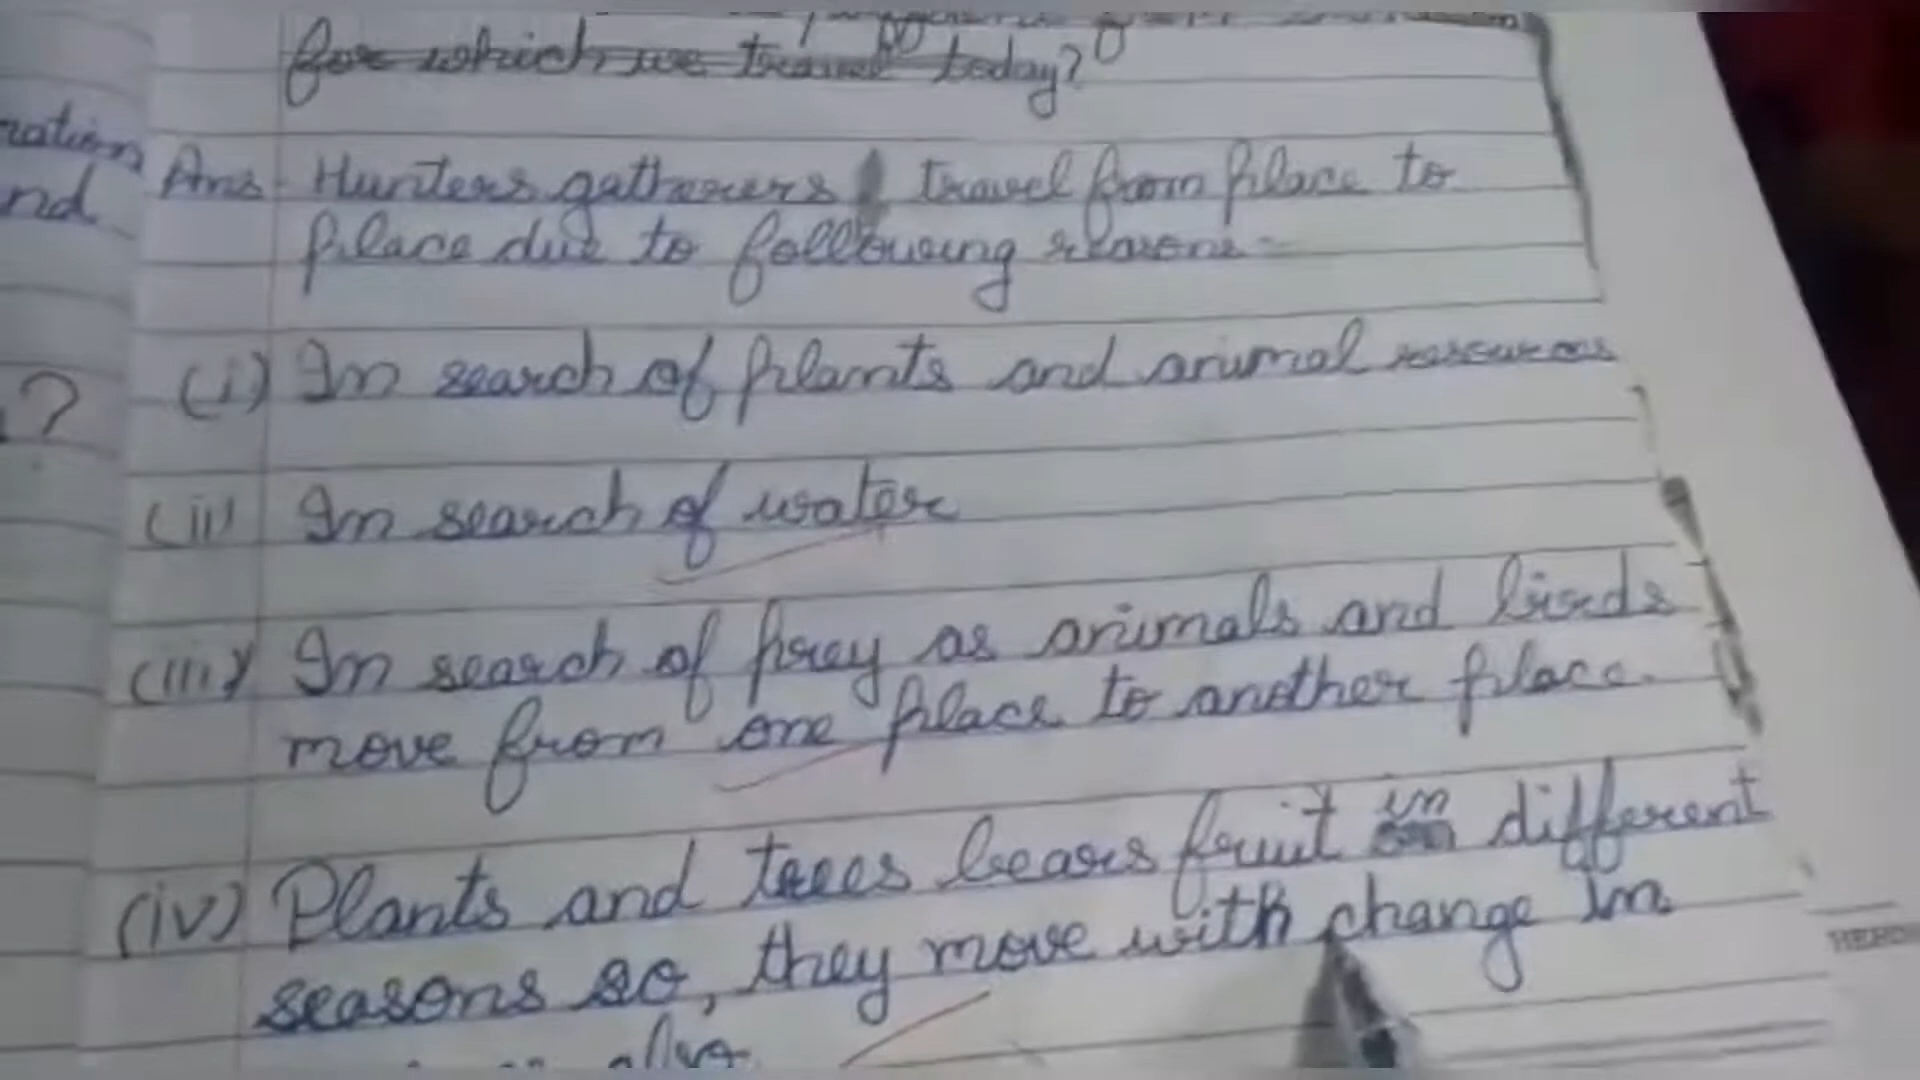 for which we travel today?
ration
nd
Ans- Hunters gatherers travel from place to
place due to following reasons-
(i) In search of plants and animal resources
?
(ii) In search of water
(iii) In search of prey as animals and birds
move from one place to another place.
(iv) Plants and trees bears fruit in different
seasons so, they move with change in
also